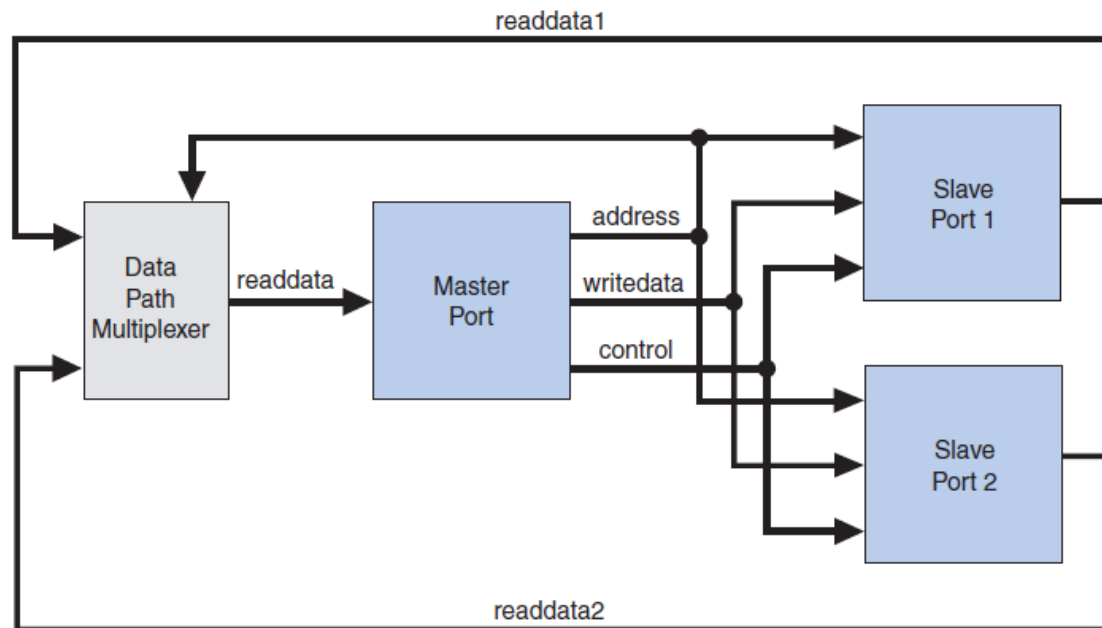 readdata1
Slave
Port 1
address
Data
Path
Multiplexer
readdata
Master
Port
writedata
control
Slave
Port 2
readdata2